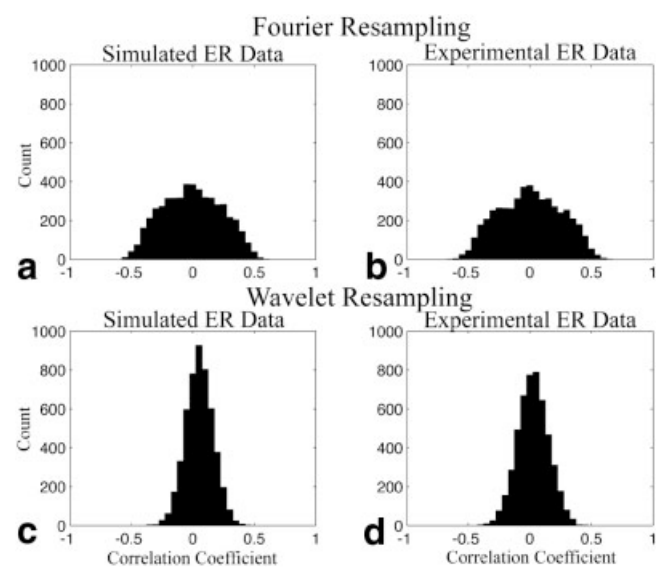 Fourier Resampling
Simulated ER Data
Experimental ER Data
1000
800
600
400
200
0
Count
-1 -0.5 0 0.5 1
a
1000
800
600
400
200
0
-1 -0.5 0 0.5 1
b
Wavelet Resampling
Simulated ER Data
Experimental ER Data
1000
800
600
400
200
0
Count
-1 -0.5 0 0.5 1
Correlation Coefficient
c
1000
800
600
400
200
0
-1 -0.5 0 0.5 1
Correlation Coefficient
d